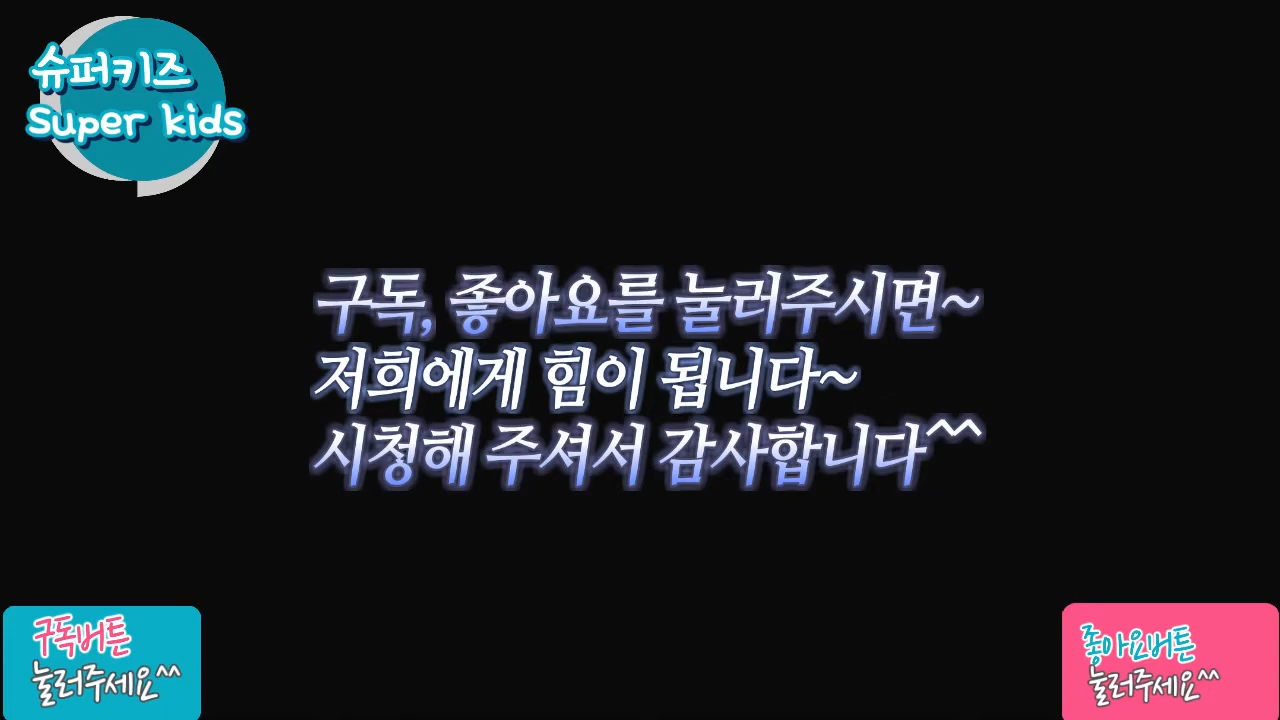 슈퍼키즈
Super kids
구독, 좋아요를 눌러주시면~
저희에게 힘이 됩니다~
시청해 주셔서 감사합니다^^
구독버튼
눌러주세요^^
좋아요버튼
눌러주세요^^